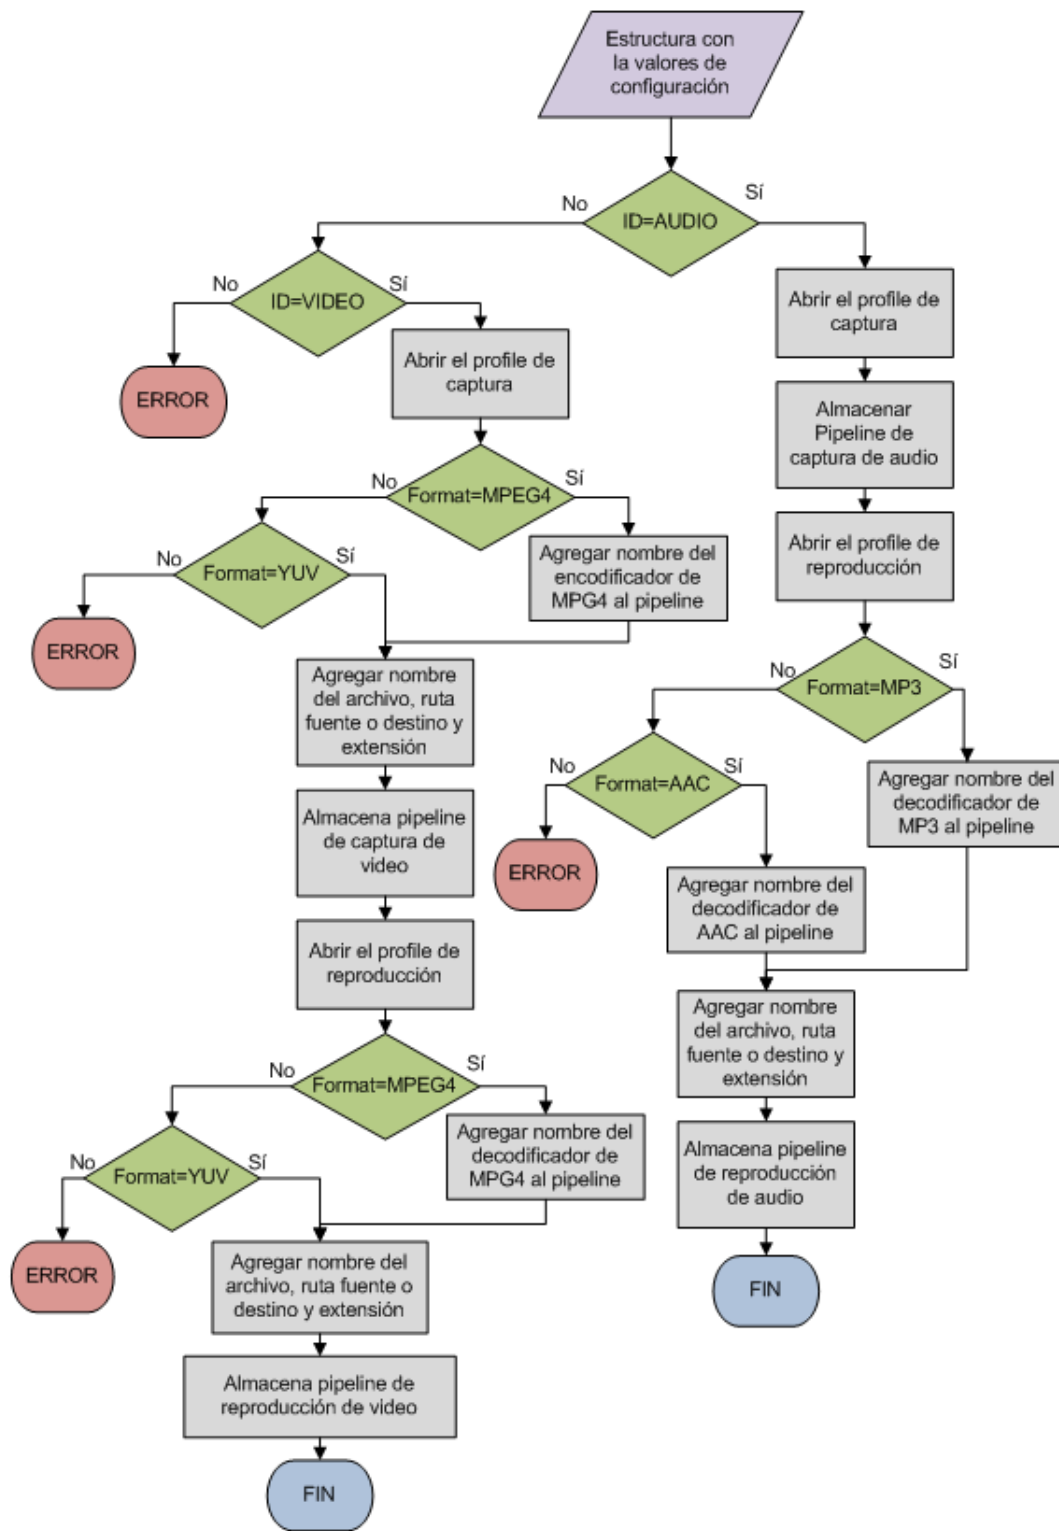 Estructura con
la valores de
configuración
ID=AUDIO
No
Sí
ID=VIDEO
No
Sí
ERROR
Abrir el profile de
captura
Format=MPEG4
No
Sí
Format=YUV
No
Sí
ERROR
Agregar nombre del
encodificador de
MPG4 al pipeline
Agregar nombre
del archivo, ruta
fuente o destino y
extensión
Almacena pipeline
de captura de
video
Abrir el profile de
reproducción
Format=MPEG4
No
Sí
Format=YUV
No
Sí
ERROR
Agregar nombre del
decodificador de
MPG4 al pipeline
Agregar nombre del
archivo, ruta fuente o
destino y extensión
Almacena pipeline de
reproducción de video
FIN
Abrir el profile de
captura
Almacenar
Pipeline de
captura de audio
Abrir el profile de
reproducción
Format=MP3
No
Sí
Format=AAC
No
Sí
ERROR
Agregar nombre del
decodificador de
MP3 al pipeline
Agregar nombre del
decodificador de
AAC al pipeline
Agregar nombre
del archivo, ruta
fuente o destino y
extensión
Almacena pipeline
de reproducción
de audio
FIN